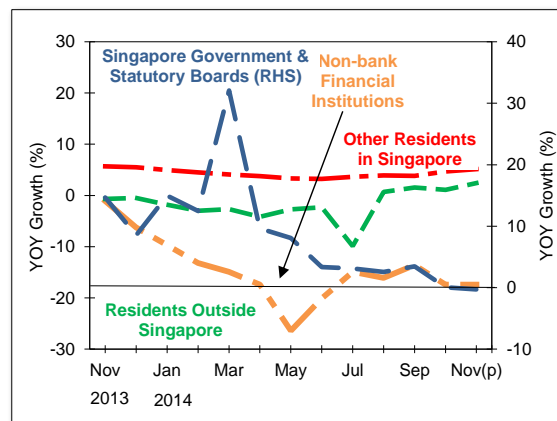 30
20
10
0
-10
-20
-30
YOY Growth (%)
Singapore Government &
Statutory Boards (RHS)
Non-bank
Financial
Institutions
Other Residents
in Singapore
Residents Outside
Singapore
40
30
20
10
0
-10
YOY Growth (%)
Nov Jan Mar May Jul Sep Nov(p)
2013 2014